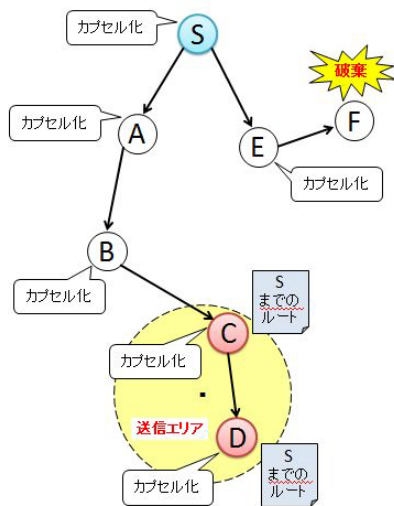 カプセル化
S
破棄
カプセル化
A
F
E
カプセル化
B
カプセル化
S
までの
ルート
C
カプセル化
送信エリア
D
カプセル化
S
までの
ルート